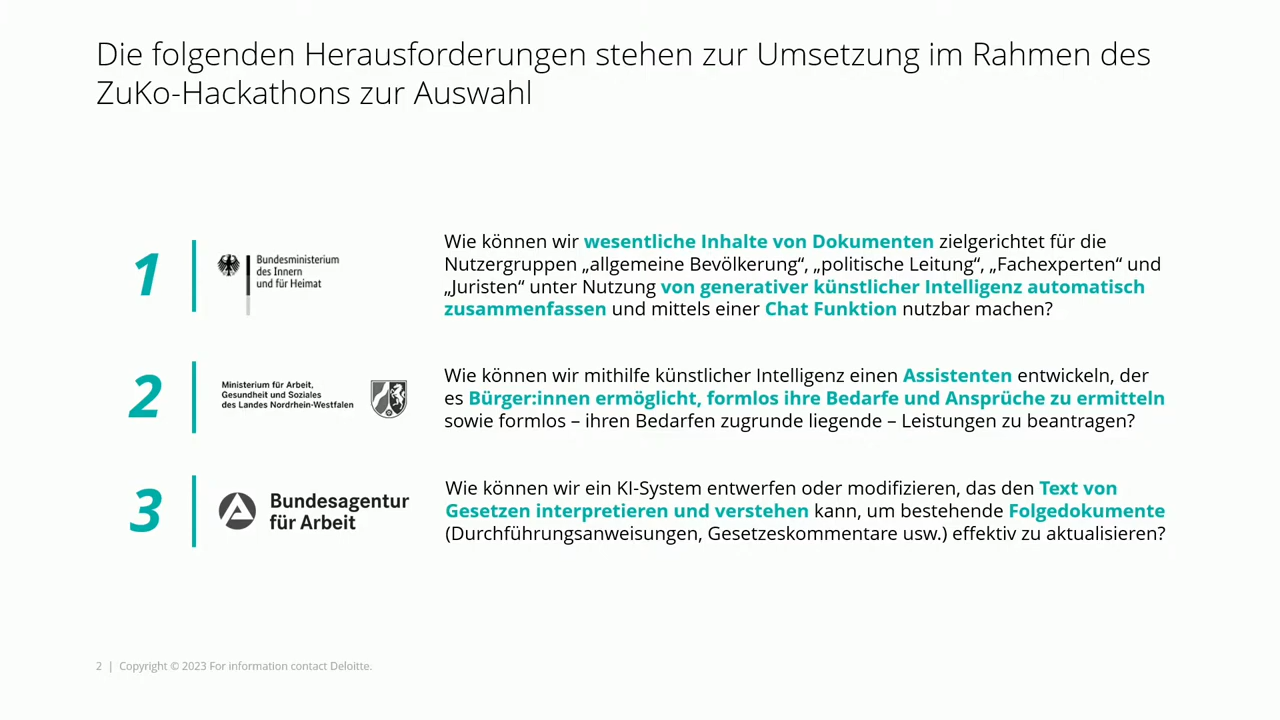 Die folgenden Herausforderungen stehen zur Umsetzung im Rahmen des
ZuKo-Hackathons zur Auswahl
1
Bundesministerium
des Innern
und für Heimat
Wie können wir wesentliche Inhalte von Dokumenten zielgerichtet für die
Nutzergruppen „allgemeine Bevölkerung“, „politische Leitung“, „Fachexperten“ und
„Juristen“ unter Nutzung von generativer künstlicher Intelligenz automatisch
zusammenfassen und mittels einer Chat Funktion nutzbar machen?
2
Ministerium für Arbeit,
Gesundheit und Soziales
des Landes Nordrhein-Westfalen
Wie können wir mithilfe künstlicher Intelligenz einen Assistenten entwickeln, der
es Bürger:innen ermöglicht, formlos ihre Bedarfe und Ansprüche zu ermitteln
sowie formlos – ihren Bedarfen zugrunde liegende – Leistungen zu beantragen?
3
Bundesagentur
für Arbeit
Wie können wir ein KI-System entwerfen oder modifizieren, das den Text von
Gesetzen interpretieren und verstehen kann, um bestehende Folgedokumente
(Durchführungsanweisungen, Gesetzeskommentare usw.) effektiv zu aktualisieren?
2 | Copyright © 2023 For information contact Deloitte.